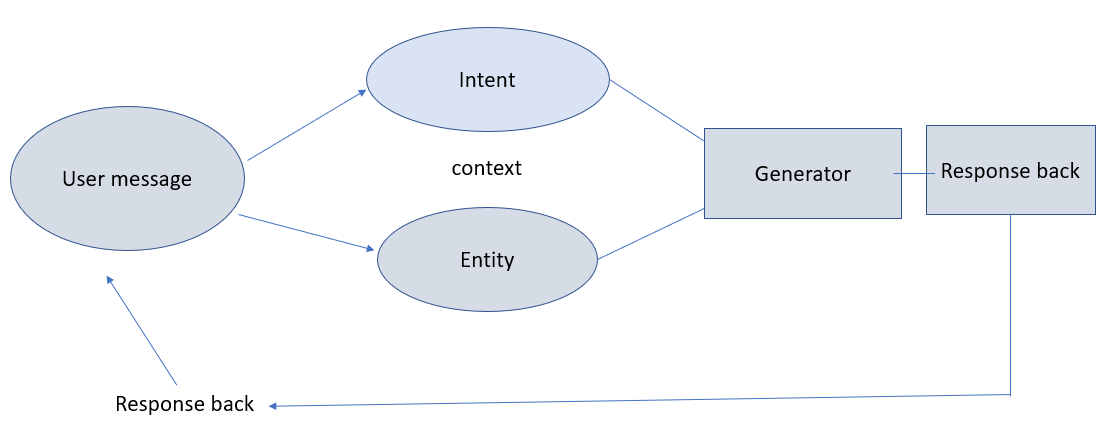 Intent
context
User message
Generator
Response back
Entity
Response back